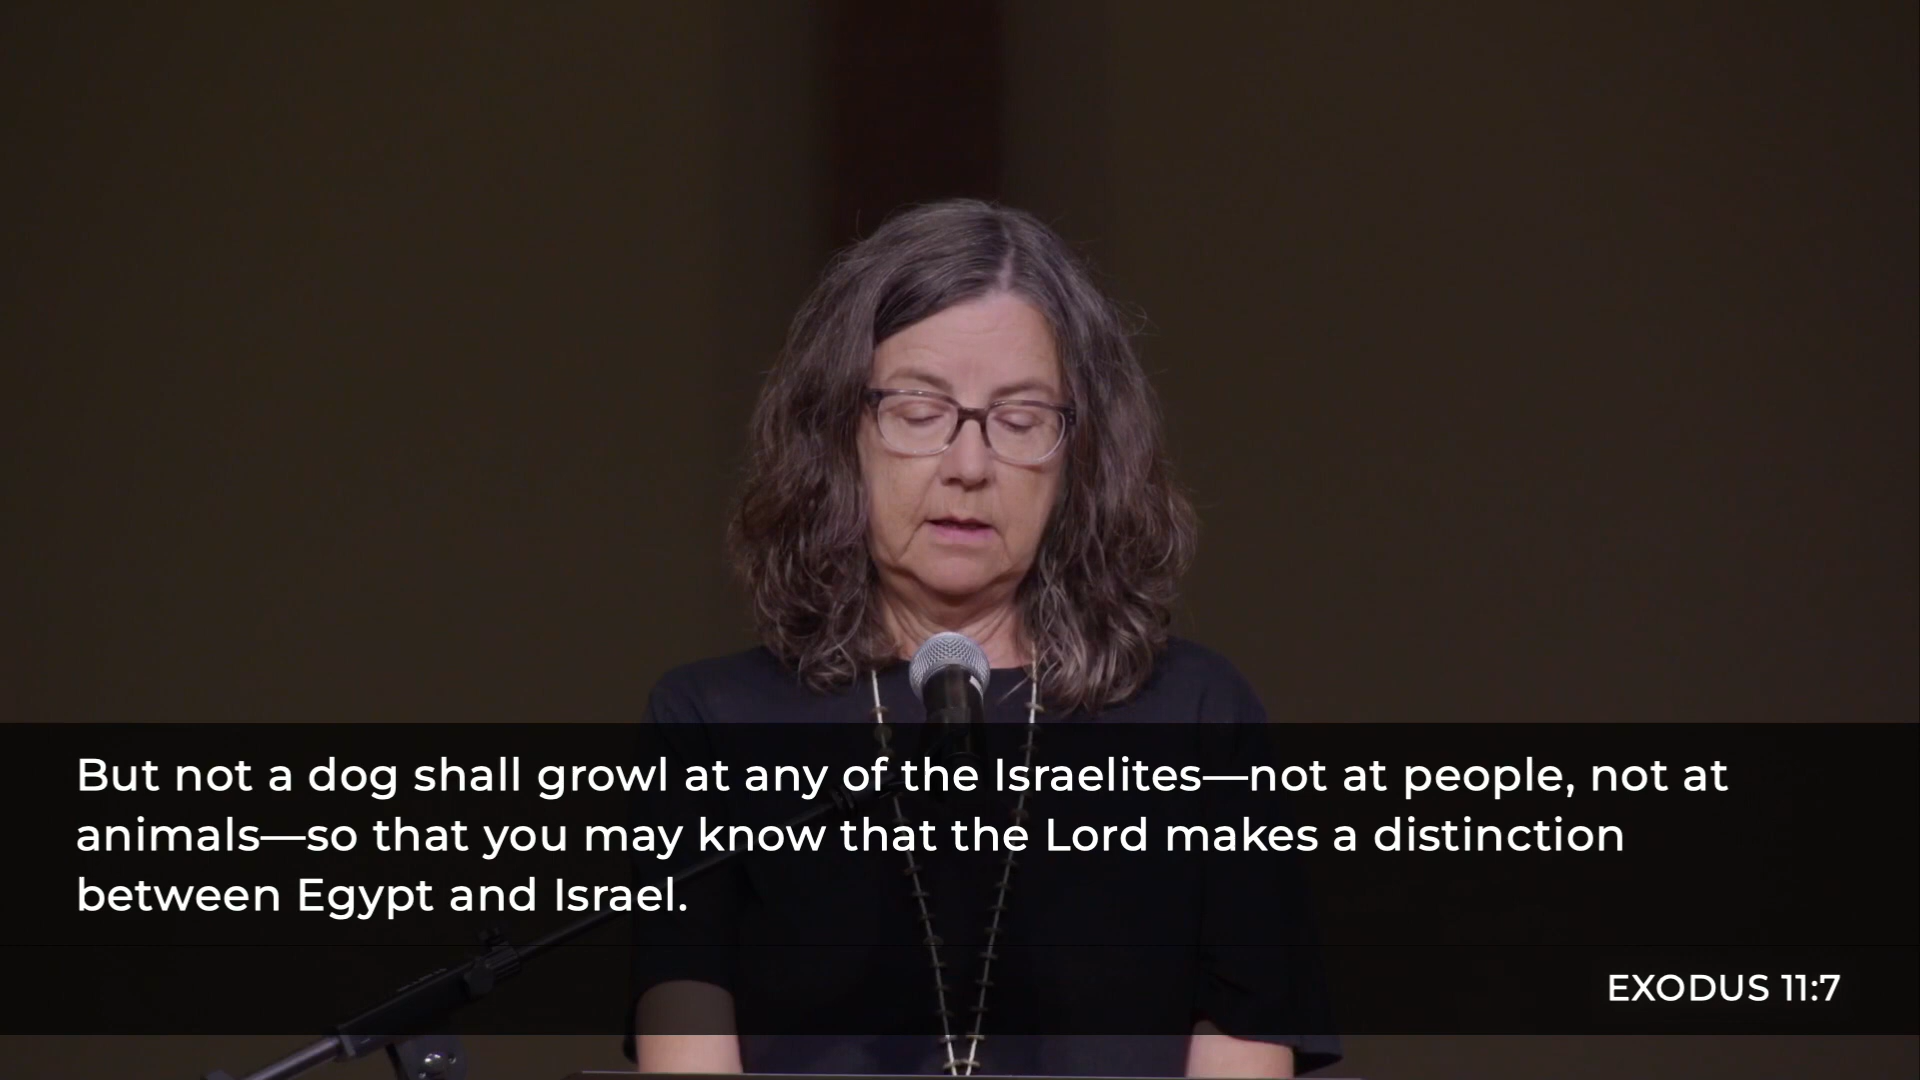 But not a dog shall growl at any of the Israelites—not at people, not at
animals—so that you may know that the Lord makes a distinction
between Egypt and Israel.
EXODUS 11:7